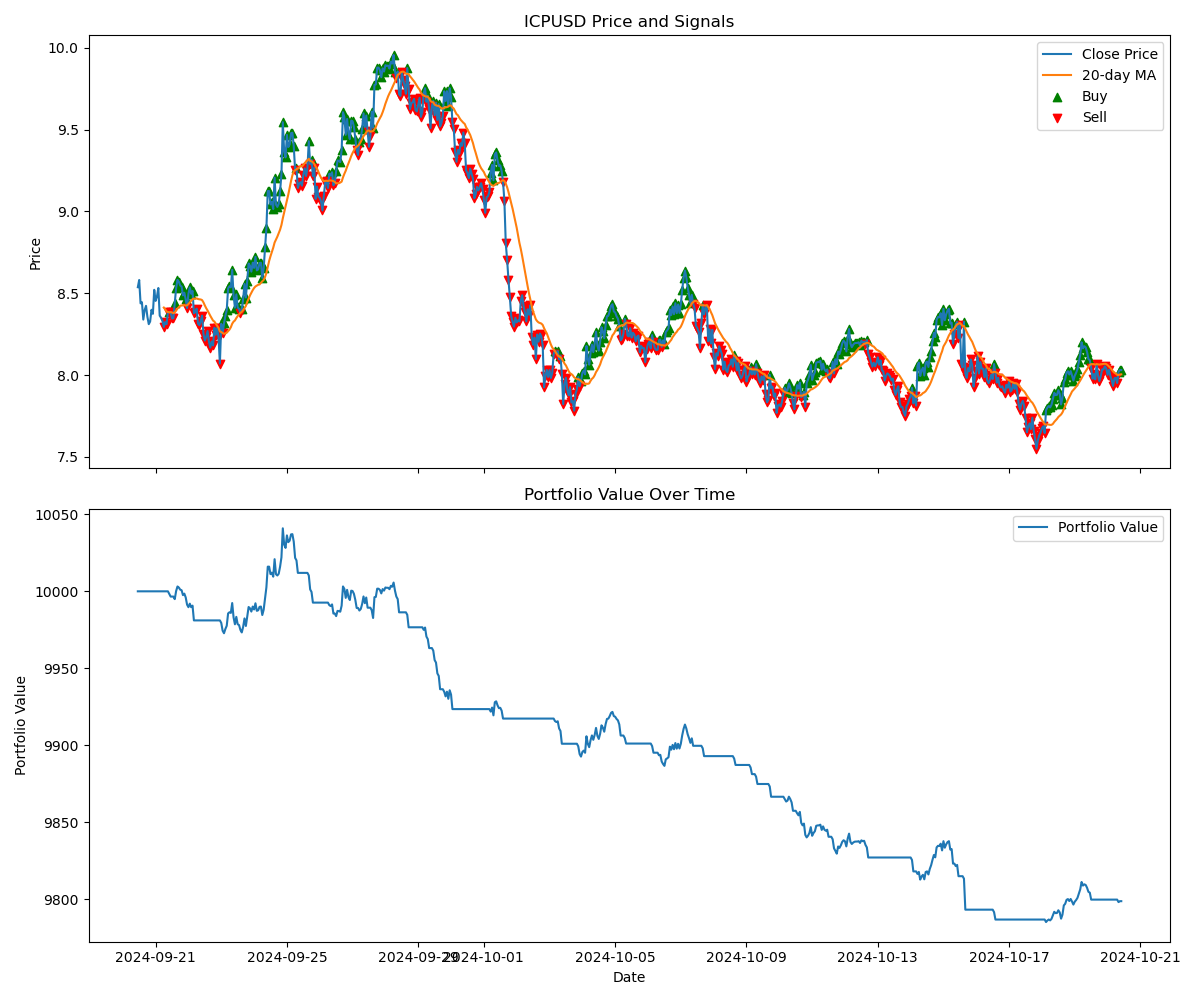 ICPUSD Price and Signals
Price
10.0
9.5
9.0
8.5
8.0
7.5
Close Price
20-day MA
Buy
Sell
Portfolio Value Over Time
Portfolio Value
10050
10000
9950
9900
9850
9800
Portfolio Value
2024-09-21
2024-09-25
2024-09-29
2024-10-01
2024-10-05
2024-10-09
2024-10-13
2024-10-17
2024-10-21
Date